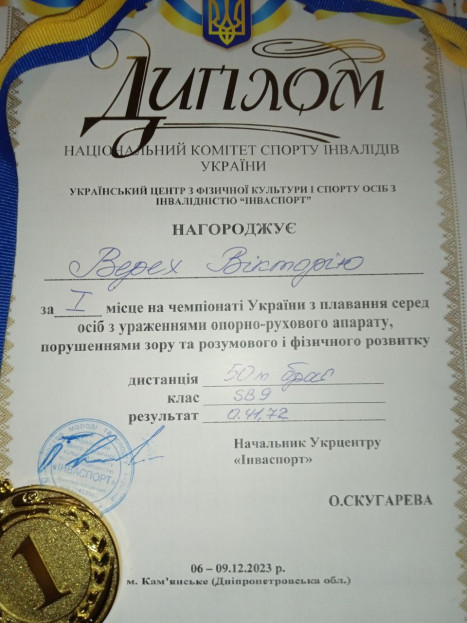 Диплом
НАЦІОНАЛЬНИЙ КОМІТЕТ СПОРТУ ІНВАЛІДІВ
УКРАЇНИ
УКРАЇНСЬКИЙ ЦЕНТР З ФІЗИЧНОЇ КУЛЬТУРИ І СПОРТУ ОСІБ З
ІНВАЛІДНІСТЮ “ІНВАСПОРТ”
НАГОРОДЖУЄ
Верех Вікторію
за I місце на чемпіонаті України з плавання серед
осіб з ураженнями опорно-рухового апарату,
порушеннями зору та розумового і фізичного розвитку
дистанція 50м брас
клас SB9
результат 0.41,72
Начальник Укрцентру
«Інваспорт»
«ІНВАСПОРТ»
О.СКУГАРЕВА
1
06 – 09.12.2023 р.
м. Кам’янське (Дніпропетровська обл.)